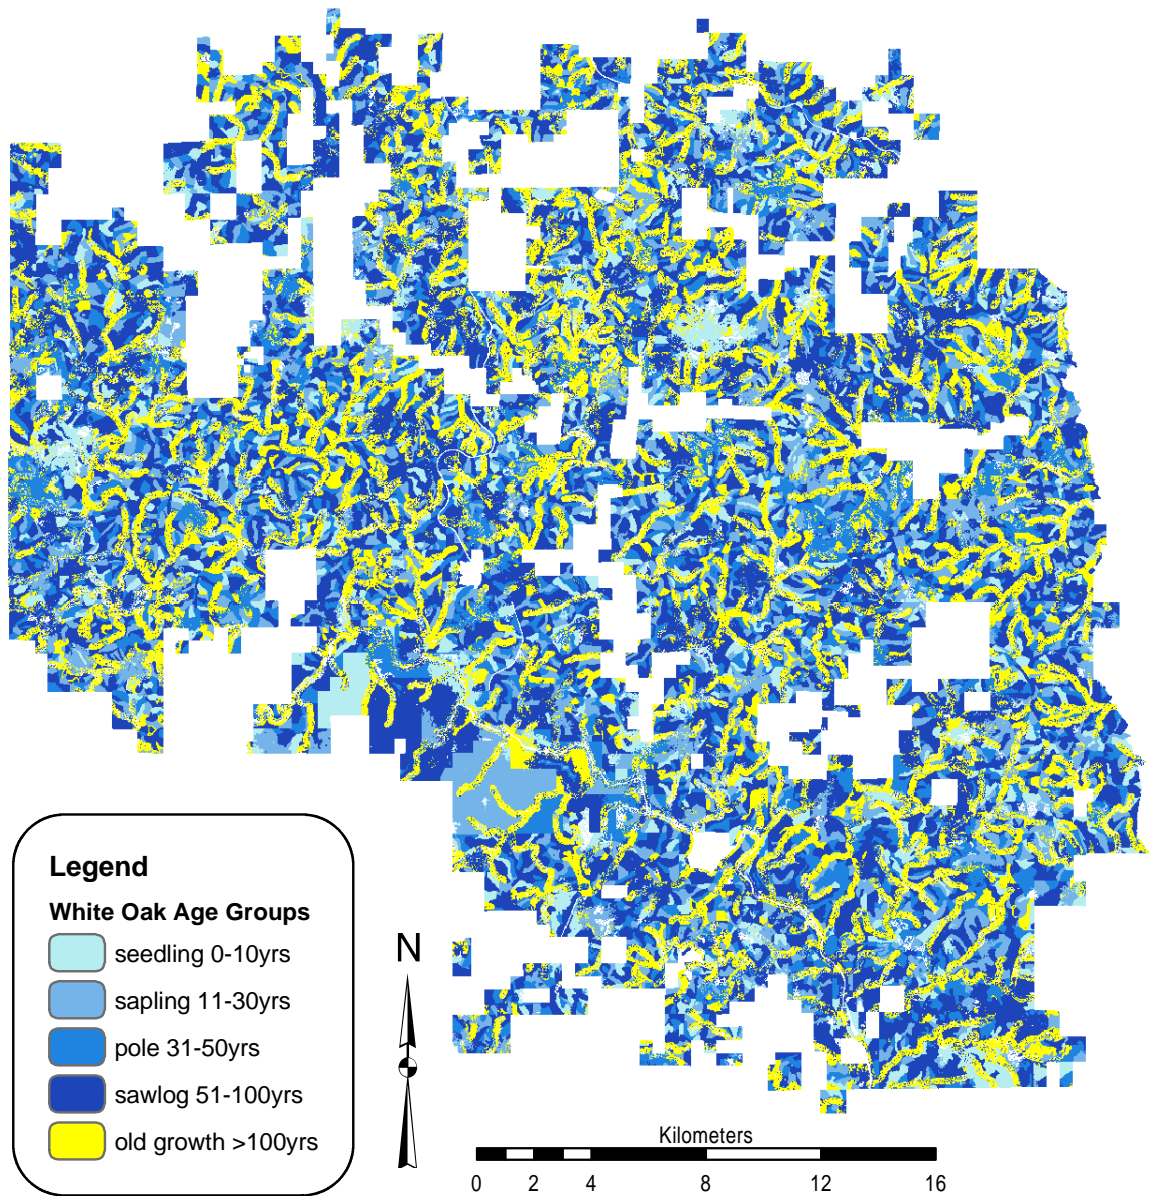 Legend
White Oak Age Groups
seedling 0-10yrs
sapling 11-30yrs
pole 31-50yrs
sawlog 51-100yrs
old growth >100yrs
N
Kilometers
0 2 4 8 12 16